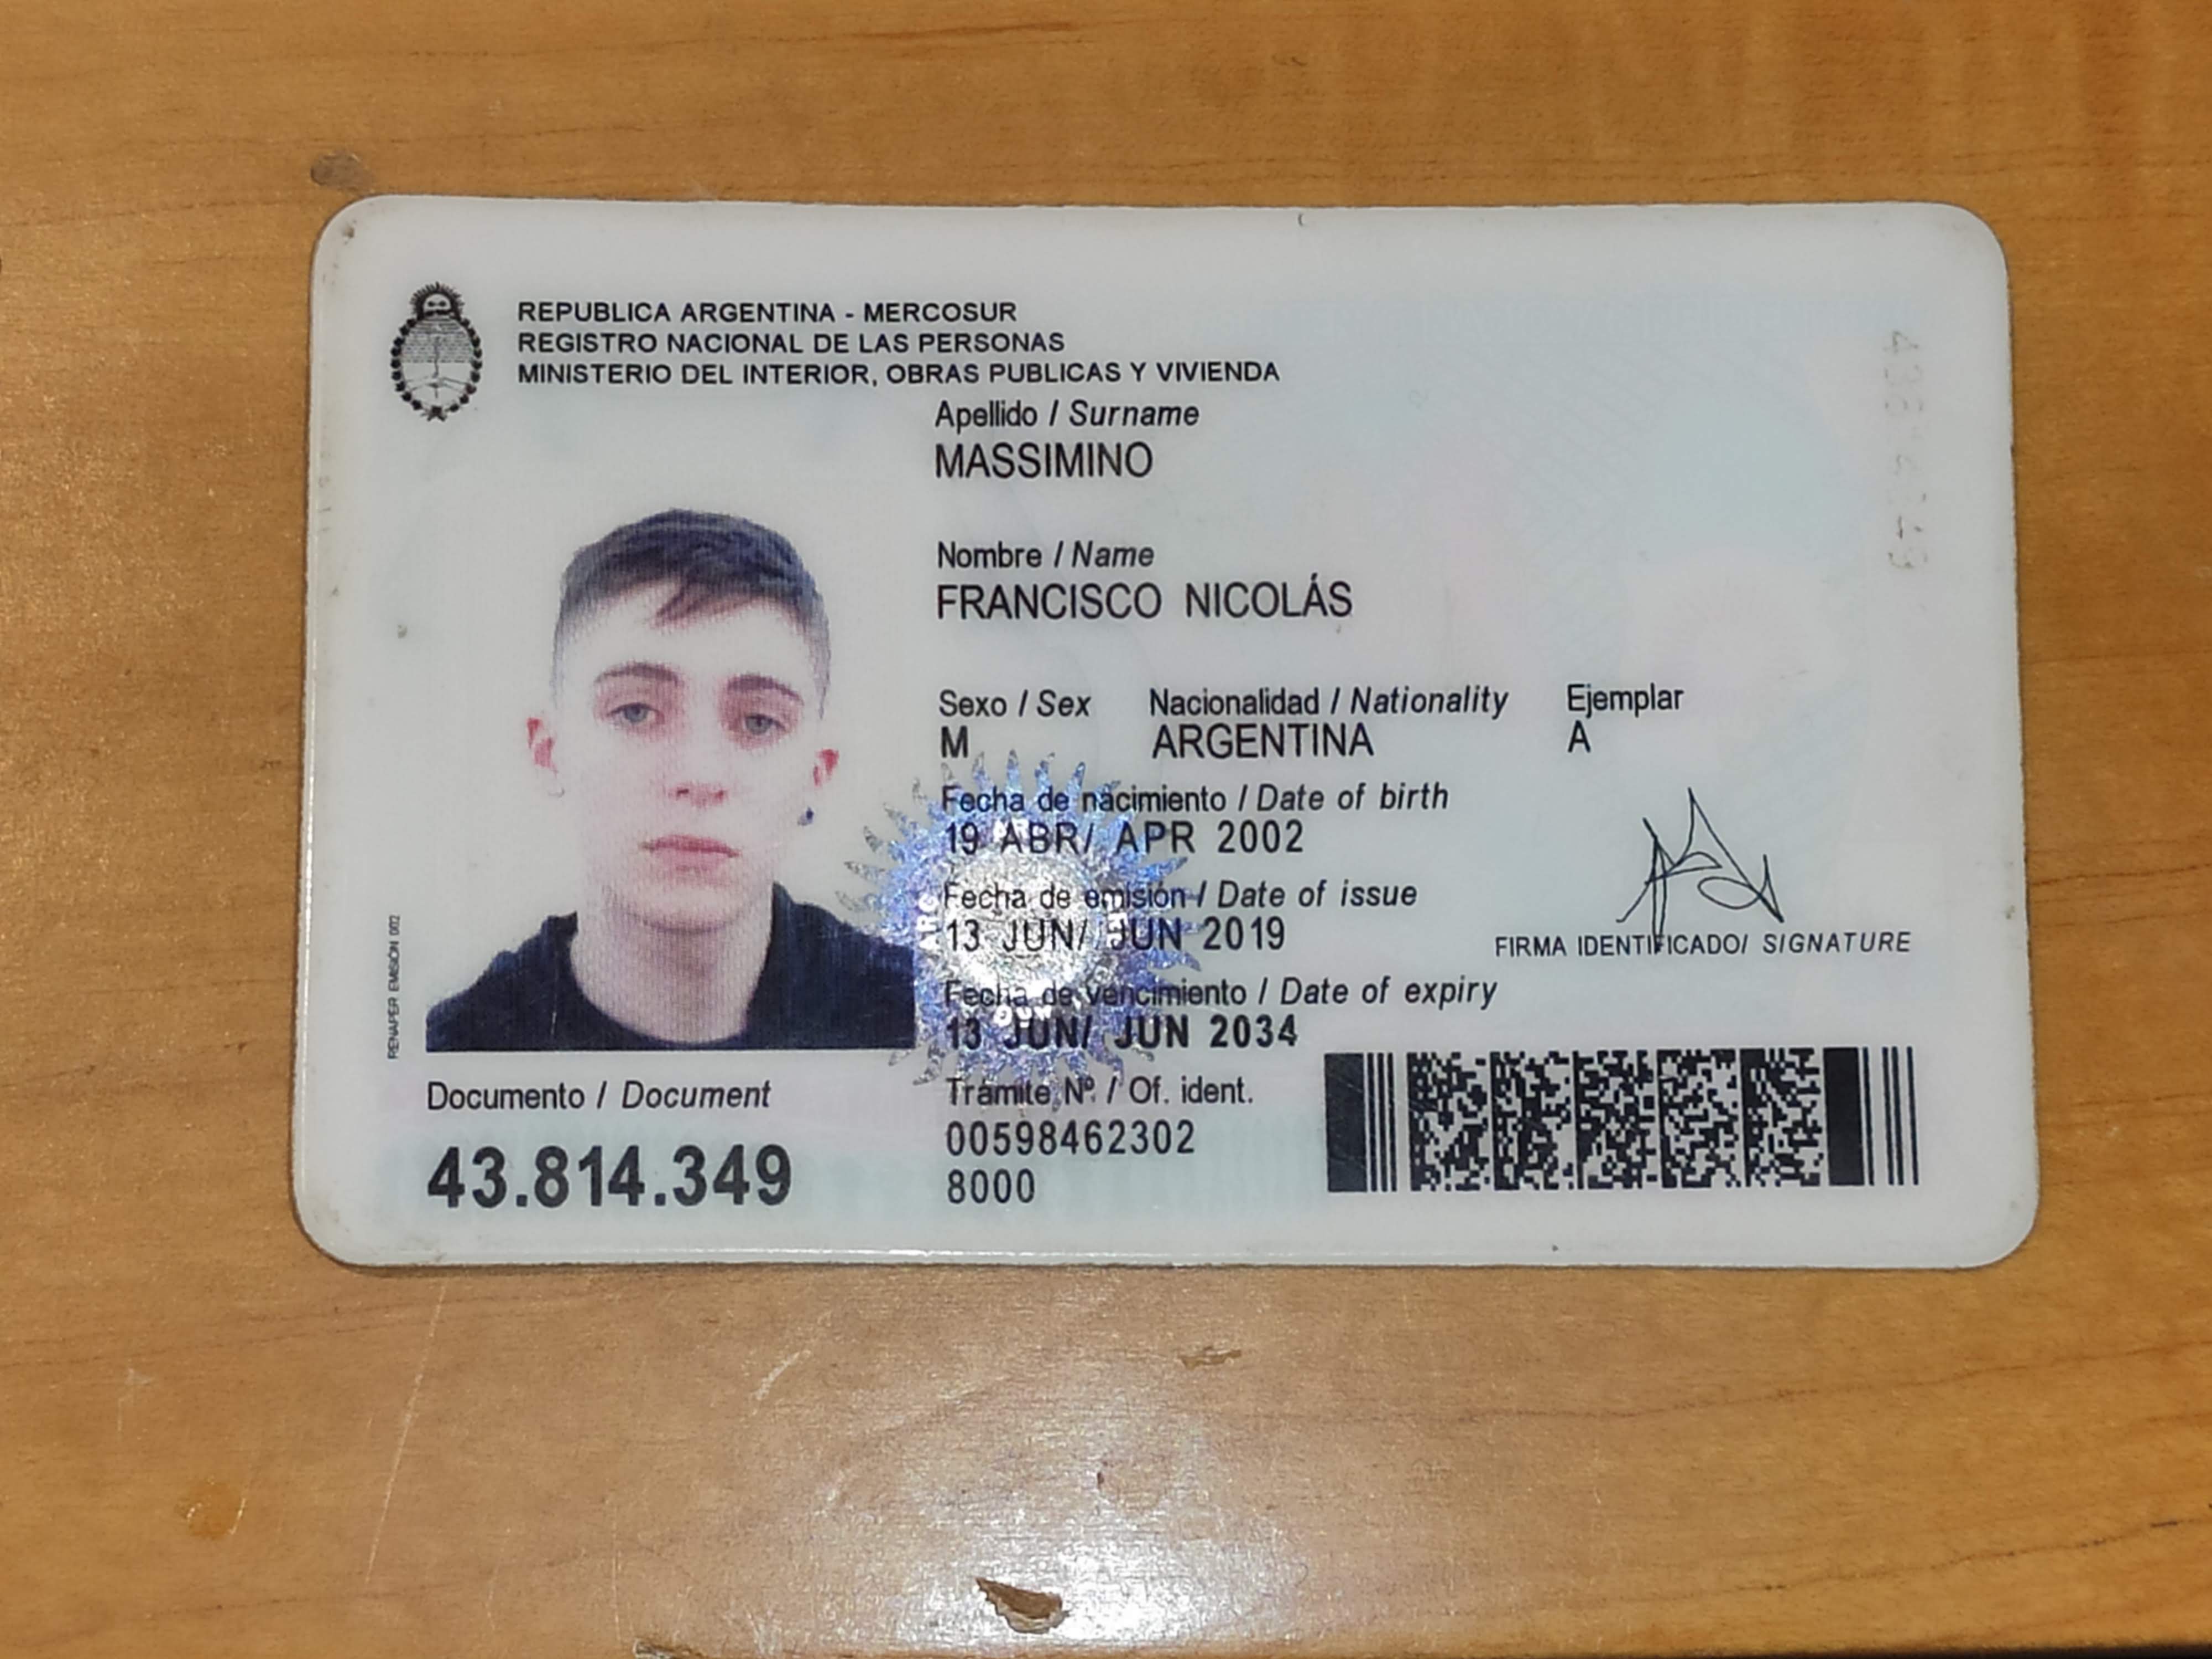 REPUBLICA ARGENTINA - MERCOSUR
REGISTRO NACIONAL DE LAS PERSONAS
MINISTERIO DEL INTERIOR, OBRAS PUBLICAS Y VIVIENDA
Apellido / Surname
MASSIMINO
Nombre / Name
FRANCISCO NICOLÁS
Sexo / Sex Nacionalidad / Nationality Ejemplar
M ARGENTINA A
Fecha de nacimiento / Date of birth
19 ABR/ APR 2002
Fecha de emisión / Date of issue
13 JUN/ JUN 2019
FIRMA IDENTIFICADO/ SIGNATURE
Fecha de vencimiento / Date of expiry
13 JUN/ JUN 2034
RENAPER EMISIÓN 002
Documento / Document
43.814.349
Trámite Nº / Of. ident.
00598462302
8000